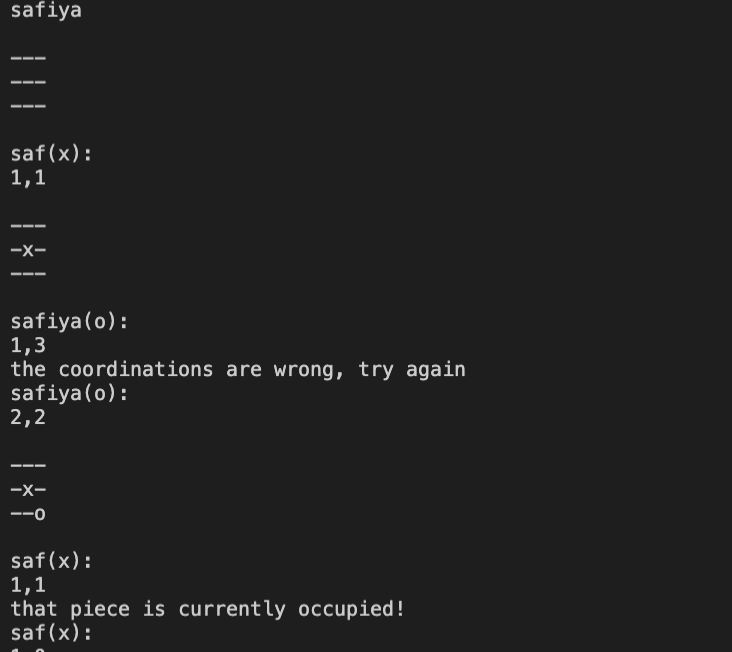 safiya
---
---
---
saf(x):
1,1
---
-x-
---
safiya(o):
1,3
the coordinations are wrong, try again
safiya(o):
2,2
---
-x-
--o
saf(x):
1,1
that piece is currently occupied!
saf(x):